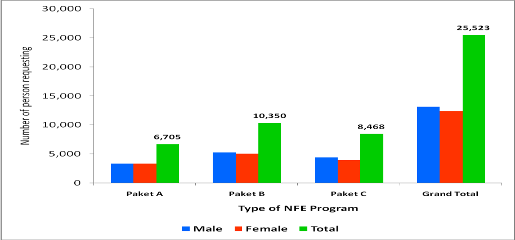 30,000
25,000
20,000
15,000
10,000
5,000
0
Number of person requesting
6,705
10,350
8,468
25,523
Paket A Paket B Paket C Grand Total
Type of NFE Program
Male Female Total